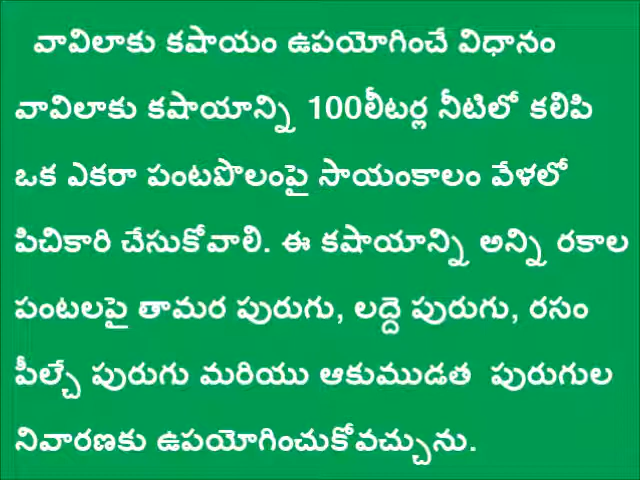 వావిలాకు కషాయం ఉపయోగించే విధానం
వావిలాకు కషాయాన్ని 100లీటర్ల నీటిలో కలిపి
ఒక ఎకరా పంటపొలంపై సాయంకాలం వేళలో
పిచికారి చేసుకోవాలి. ఈ కషాయాన్ని అన్ని రకాల
పంటలపై తామర పురుగు, లద్దె పురుగు, రసం
పీల్చే పురుగు మరియు ఆకుముడత పురుగుల
నివారణకు ఉపయోగించుకోవచ్చును.